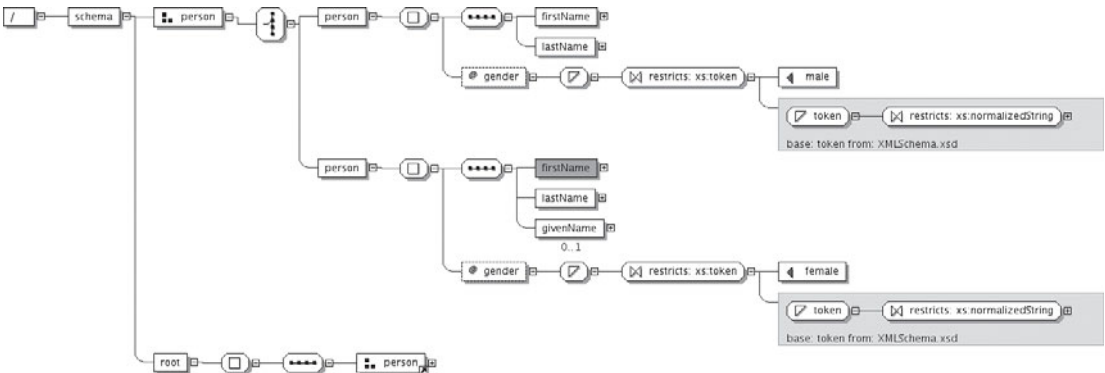 /
schema
person
person
firstName
lastName
@ gender
restricts: xs:token
male
token
restricts: xs:normalizedString
base: token from: XMLSchema.xsd
person
firstName
lastName
givenName
0..1
@ gender
restricts: xs:token
female
token
restricts: xs:normalizedString
base: token from: XMLSchema.xsd
root
person